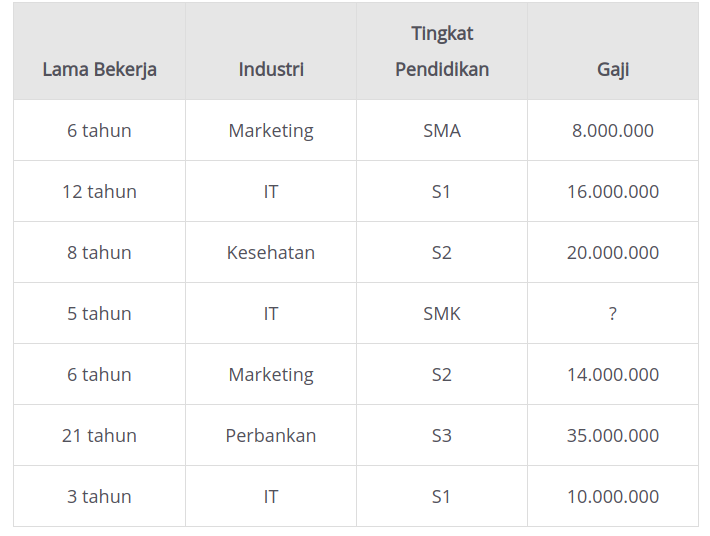 Lama Bekerja Industri Tingkat Pendidikan Gaji
6 tahun Marketing SMA 8.000.000
12 tahun IT S1 16.000.000
8 tahun Kesehatan S2 20.000.000
5 tahun IT SMK ?
6 tahun Marketing S2 14.000.000
21 tahun Perbankan S3 35.000.000
3 tahun IT S1 10.000.000